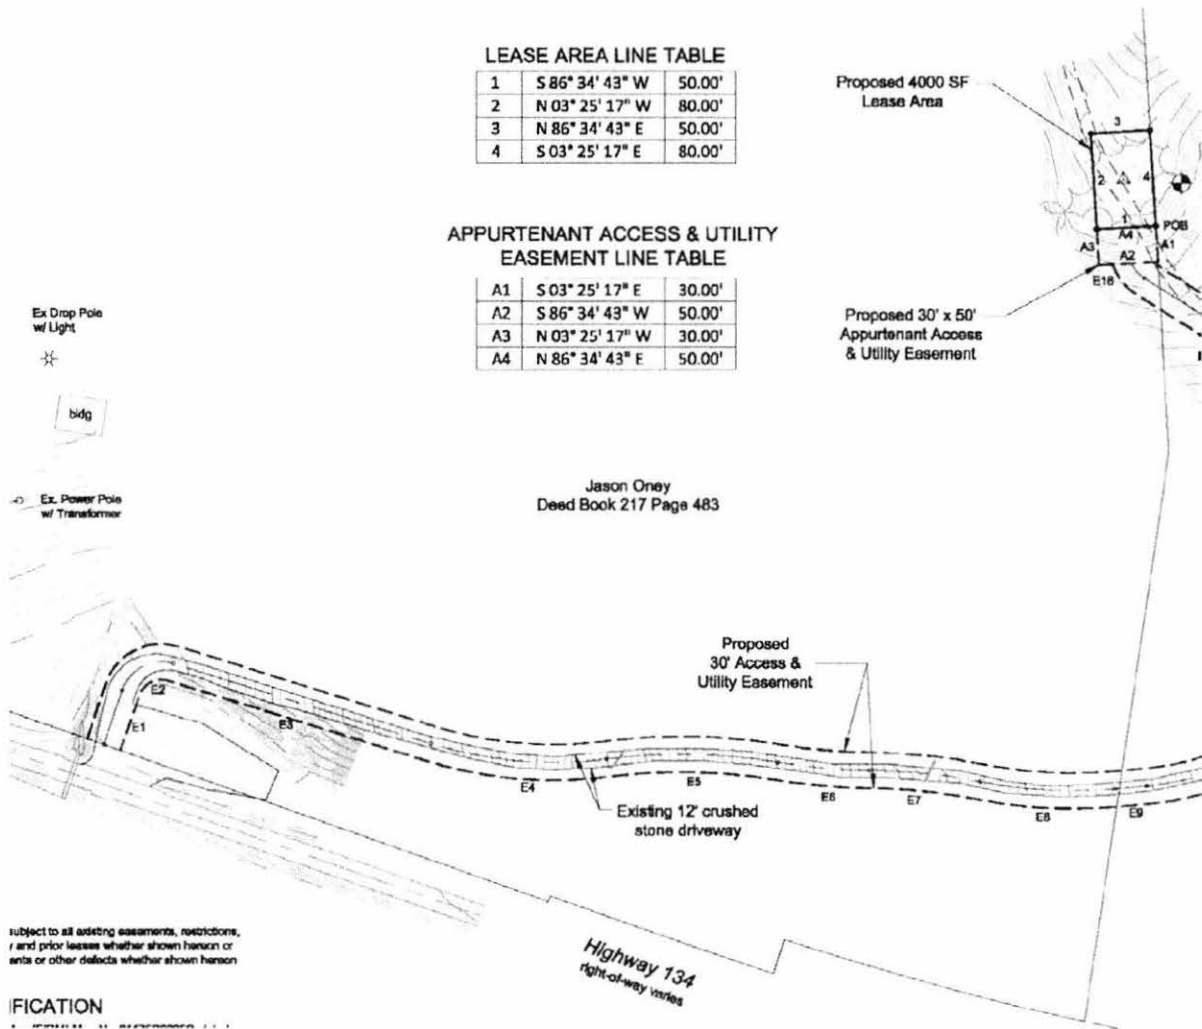 LEASE AREA LINE TABLE
1 S 86° 34' 43" W 50.00'
2 N 03° 25' 17" W 80.00'
3 N 86° 34' 43" E 50.00'
4 S 03° 25' 17" E 80.00'
Proposed 4000 SF
Lease Area
3
2
4
1
A4
POB
A3
A2
A1
E16
APPURTENANT ACCESS & UTILITY
EASEMENT LINE TABLE
A1 S 03° 25' 17" E 30.00'
A2 S 86° 34' 43" W 50.00'
A3 N 03° 25' 17" W 30.00'
A4 N 86° 34' 43" E 50.00'
Proposed 30' x 50'
Appurtenant Access
& Utility Easement
Ex Drop Pole
w/ Light
bldg
Ex. Power Pole
w/ Transformer
Jason Oney
Deed Book 217 Page 483
Proposed
30' Access &
Utility Easement
E1
E2
E3
E4
E5
E6
E7
E8
E9
Existing 12' crushed
stone driveway
Highway 134
right-of-way varies
subject to all existing easements, restrictions,
and prior leases whether shown hereon or
ents or other defects whether shown hereon
IFICATION